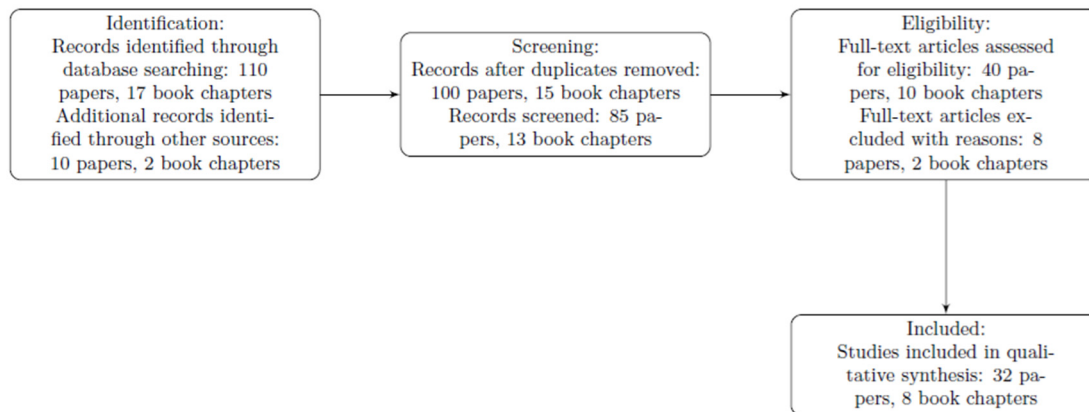 Identification:
Records identified through
database searching: 110
papers, 17 book chapters
Additional records identi-
fied through other sources:
10 papers, 2 book chapters
Screening:
Records after duplicates removed:
100 papers, 15 book chapters
Records screened: 85 pa-
pers, 13 book chapters
Eligibility:
Full-text articles assessed
for eligibility: 40 pa-
pers, 10 book chapters
Full-text articles ex-
cluded with reasons: 8
papers, 2 book chapters
Included:
Studies included in quali-
tative synthesis: 32 pa-
pers, 8 book chapters